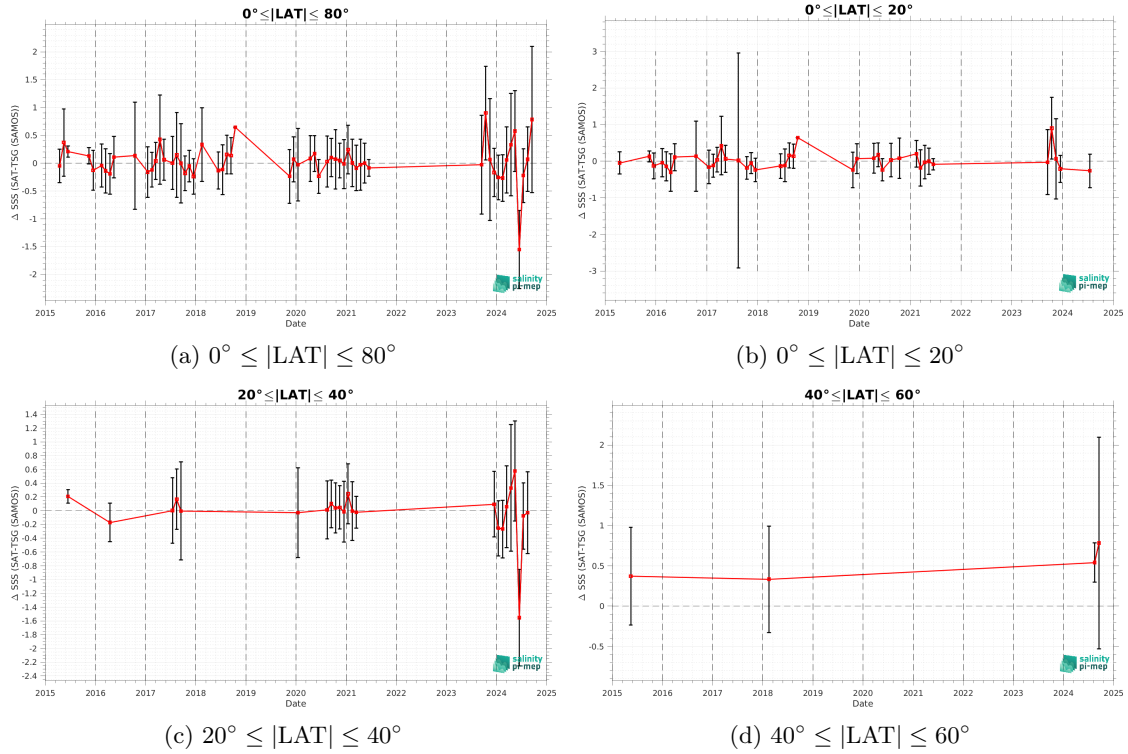 0°≤|LAT|≤ 80°
Δ SSS (SAT-TSG (SAMOS))
2
1.5
1
0.5
0
-0.5
-1
-1.5
-2
salinity
pi-mep
2015 2016 2017 2018 2019 2020 2021 2022 2023 2024 2025
Date
(a) 0° ≤ |LAT| ≤ 80°
0°≤|LAT|≤ 20°
Δ SSS (SAT-TSG (SAMOS))
3
2
1
0
-1
-2
-3
salinity
pi-mep
2015 2016 2017 2018 2019 2020 2021 2022 2023 2024 2025
Date
(b) 0° ≤ |LAT| ≤ 20°
20°≤|LAT|≤ 40°
Δ SSS (SAT-TSG (SAMOS))
1.4
1.2
1
0.8
0.6
0.4
0.2
0
-0.2
-0.4
-0.6
-0.8
-1
-1.2
-1.4
-1.6
-1.8
-2
-2.2
-2.4
salinity
pi-mep
2015 2016 2017 2018 2019 2020 2021 2022 2023 2024 2025
Date
(c) 20° ≤ |LAT| ≤ 40°
40°≤|LAT|≤ 60°
Δ SSS (SAT-TSG (SAMOS))
2
1.5
1
0.5
0
-0.5
salinity
pi-mep
2015 2016 2017 2018 2019 2020 2021 2022 2023 2024 2025
Date
(d) 40° ≤ |LAT| ≤ 60°